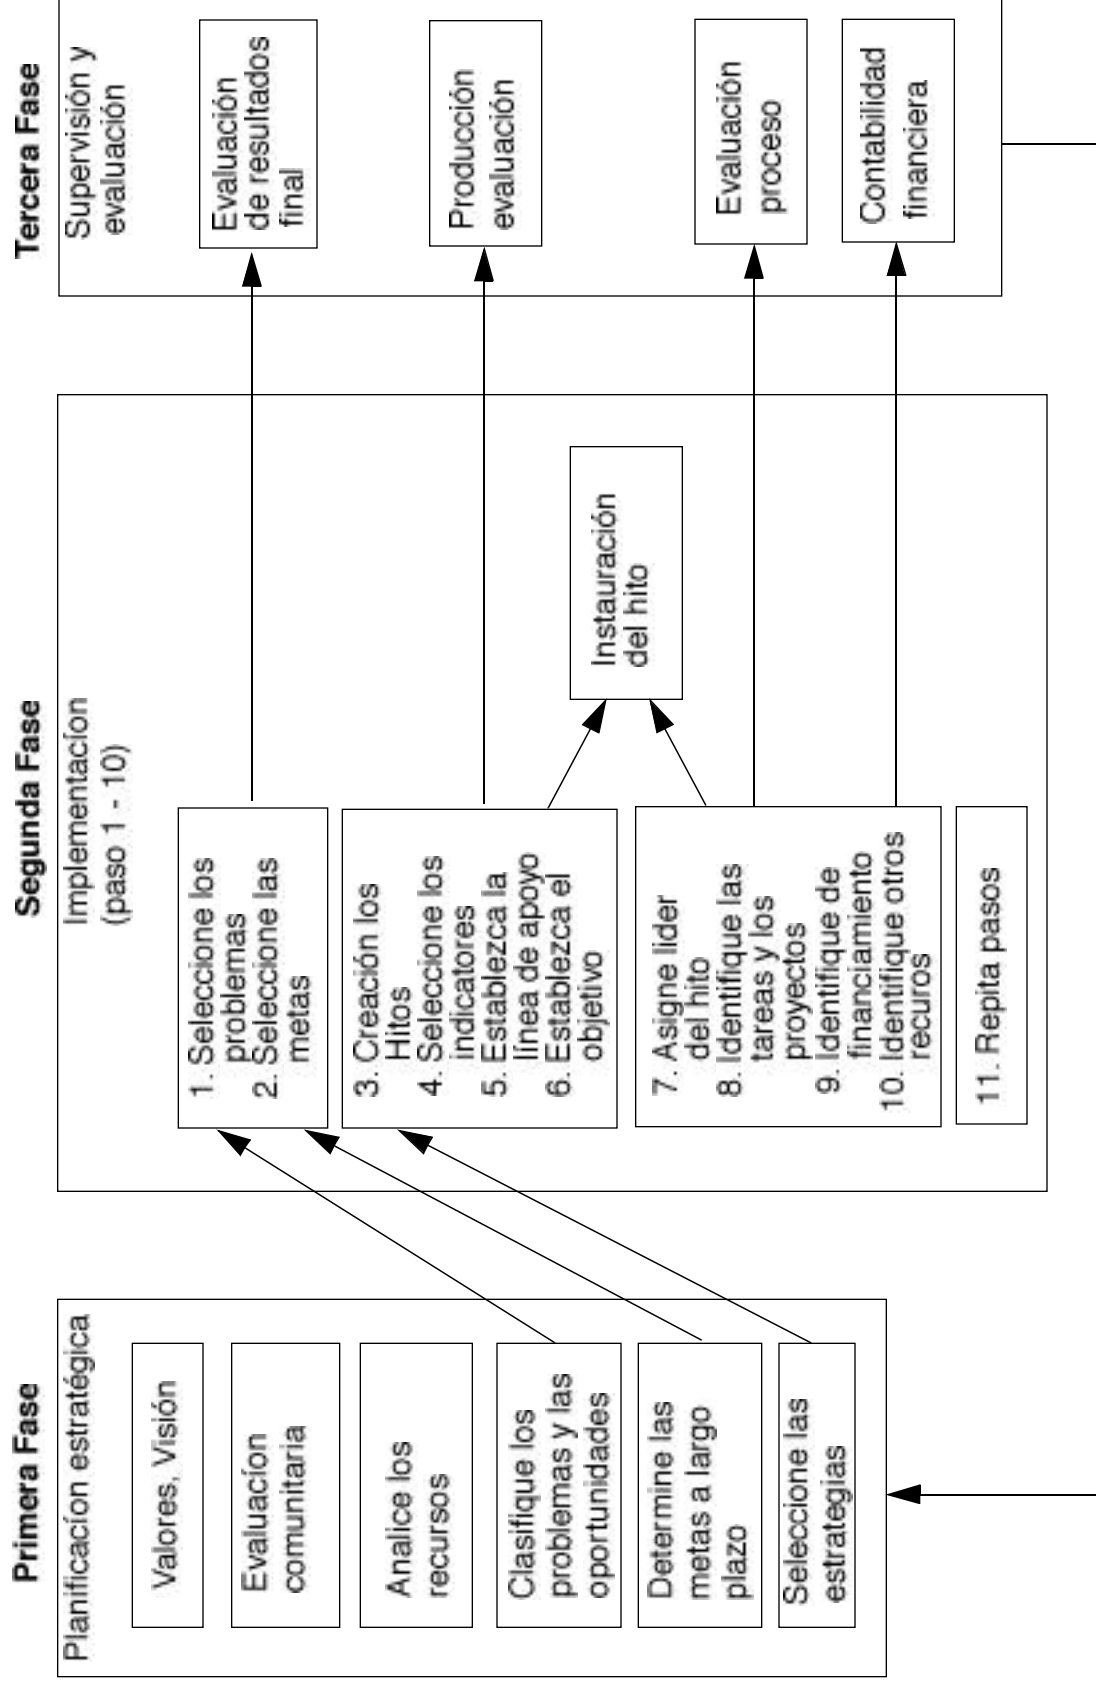 Primera Fase
Planificacíon estratégica
Valores, Visión
Evaluacíon
comunitaria
Analice los
recursos
Clasifique los
problemas y las
oportunidades
Determine las
metas a largo
plazo
Seleccione las
estrategias
Segunda Fase
Implementacíon
(paso 1 - 10)
1. Seleccione los
problemas
2. Seleccione las
metas
3. Creación los
Hitos
4. Seleccione los
indicatores
5. Establezca la
línea de apoyo
6. Establezca el
objetivo
7. Asigne lider
del hito
8. Identifique las
tareas y los
proyectos
9. Identifique de
financiamiento
10. Identifique otros
recuros
11. Repita pasos
Instauración
del hito
Tercera Fase
Supervisión y
evaluación
Evaluación
de resultados
final
Producción
evaluación
Evaluación
proceso
Contabilidad
financiera